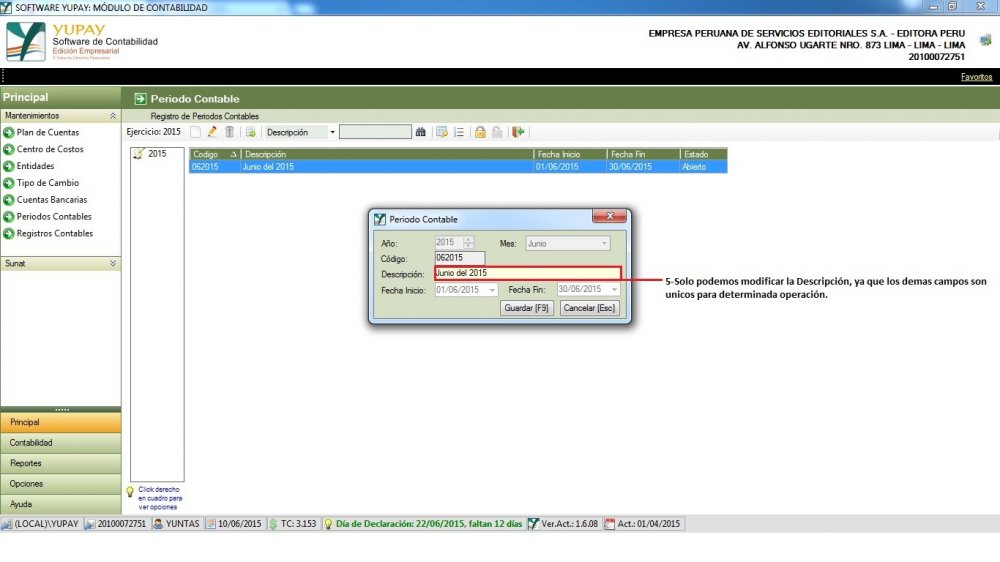 SOFTWARE YUPAY: MÓDULO DE CONTABILIDAD
YUPAY
Software de Contabilidad
Edición Empresarial
EMPRESA PERUANA DE SERVICIOS EDITORIALES S.A. - EDITORA PERU
AV. ALFONSO UGARTE NRO. 873 LIMA - LIMA - LIMA
20100072751
Favoritos
Principal
Periodo Contable
Mantenimientos
Registro de Periodos Contables
Plan de Cuentas
Centro de Costos
Entidades
Tipo de Cambio
Cuentas Bancarias
Periodos Contables
Registros Contables
Sunat
Ejercicio: 2015
Descripción
2015
Codigo
Descripción
Fecha Inicio
Fecha Fin
Estado
062015
Junio del 2015
01/06/2015
30/06/2015
Abierto
Periodo Contable
Año:
2015
Mes:
Junio
Código:
062015
Descripción:
Junio del 2015
Fecha Inicio:
01/06/2015
Fecha Fin:
30/06/2015
Guardar [F9]
Cancelar [Esc]
5-Solo podemos modificar la Descripción, ya que los demas campos son
unicos para determinada operación.
Principal
Contabilidad
Reportes
Opciones
Ayuda
Click derecho
en cuadro para
ver opciones
(LOCAL)\YUPAY
20100072751
YUNTAS
10/06/2015
TC: 3.153
Día de Declaración: 22/06/2015, faltan 12 días
Ver.Act.: 1.6.08
Act.: 01/04/2015